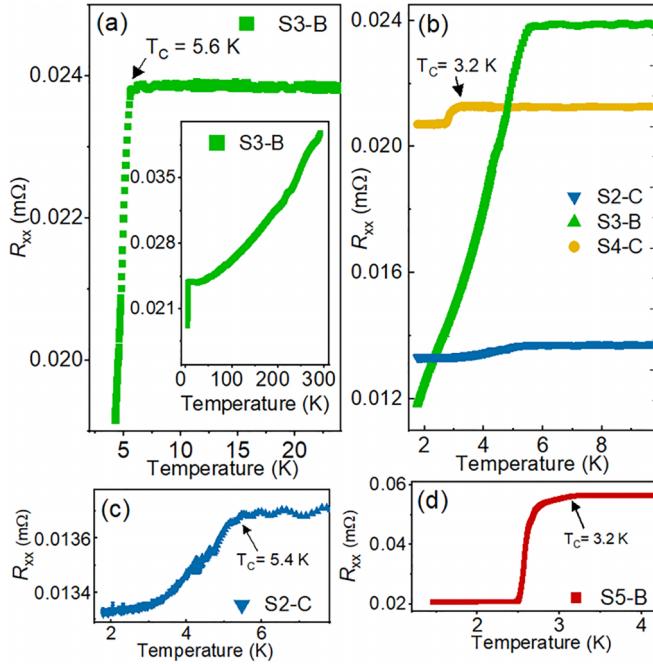 (a)
S3-B
T_C = 5.6 K
0.024
0.022
0.020
R_xx (mΩ)
S3-B
0.035
0.028
0.021
0 100 200 300
Temperature (K)
5 10 15 20
Temperature (K)
(b)
T_C = 3.2 K
0.024
0.020
0.016
0.012
R_xx (mΩ)
S2-C
S3-B
S4-C
2 4 6 8
Temperature (K)
(c)
0.0136
0.0134
R_xx (mΩ)
T_C = 5.4 K
S2-C
2 4 6
Temperature (K)
(d)
0.06
0.04
0.02
R_xx (mΩ)
T_C = 3.2 K
S5-B
2 3 4
Temperature (K)